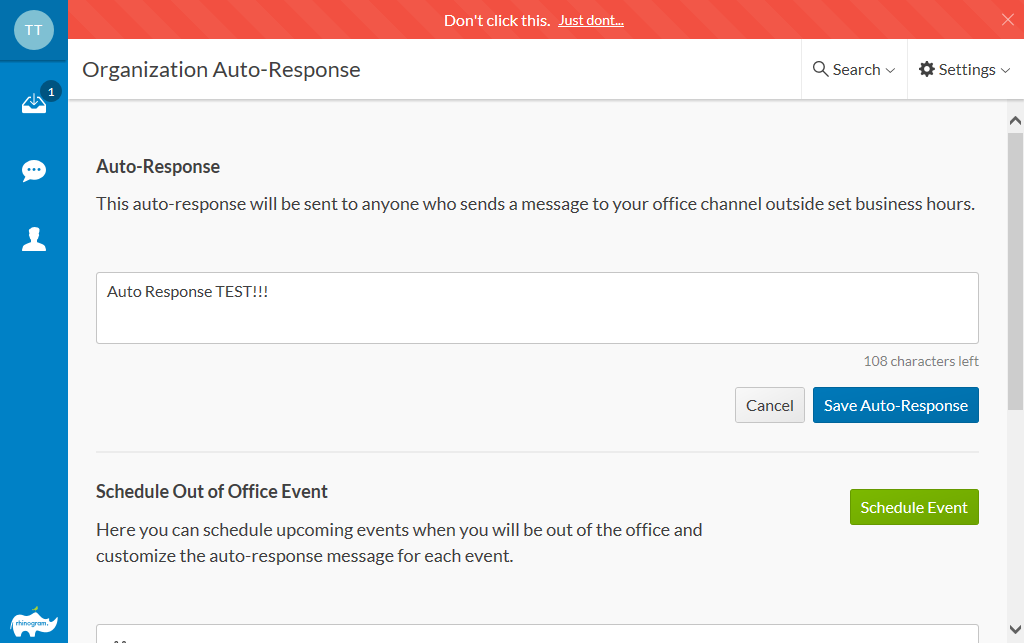 TT
Don't click this. Just dont...
1
Organization Auto-Response
Search
Settings
Auto-Response
This auto-response will be sent to anyone who sends a message to your office channel outside set business hours.
Auto Response TEST!!!
108 characters left
Cancel
Save Auto-Response
Schedule Out of Office Event
Schedule Event
Here you can schedule upcoming events when you will be out of the office and
customize the auto-response message for each event.
rhinogram